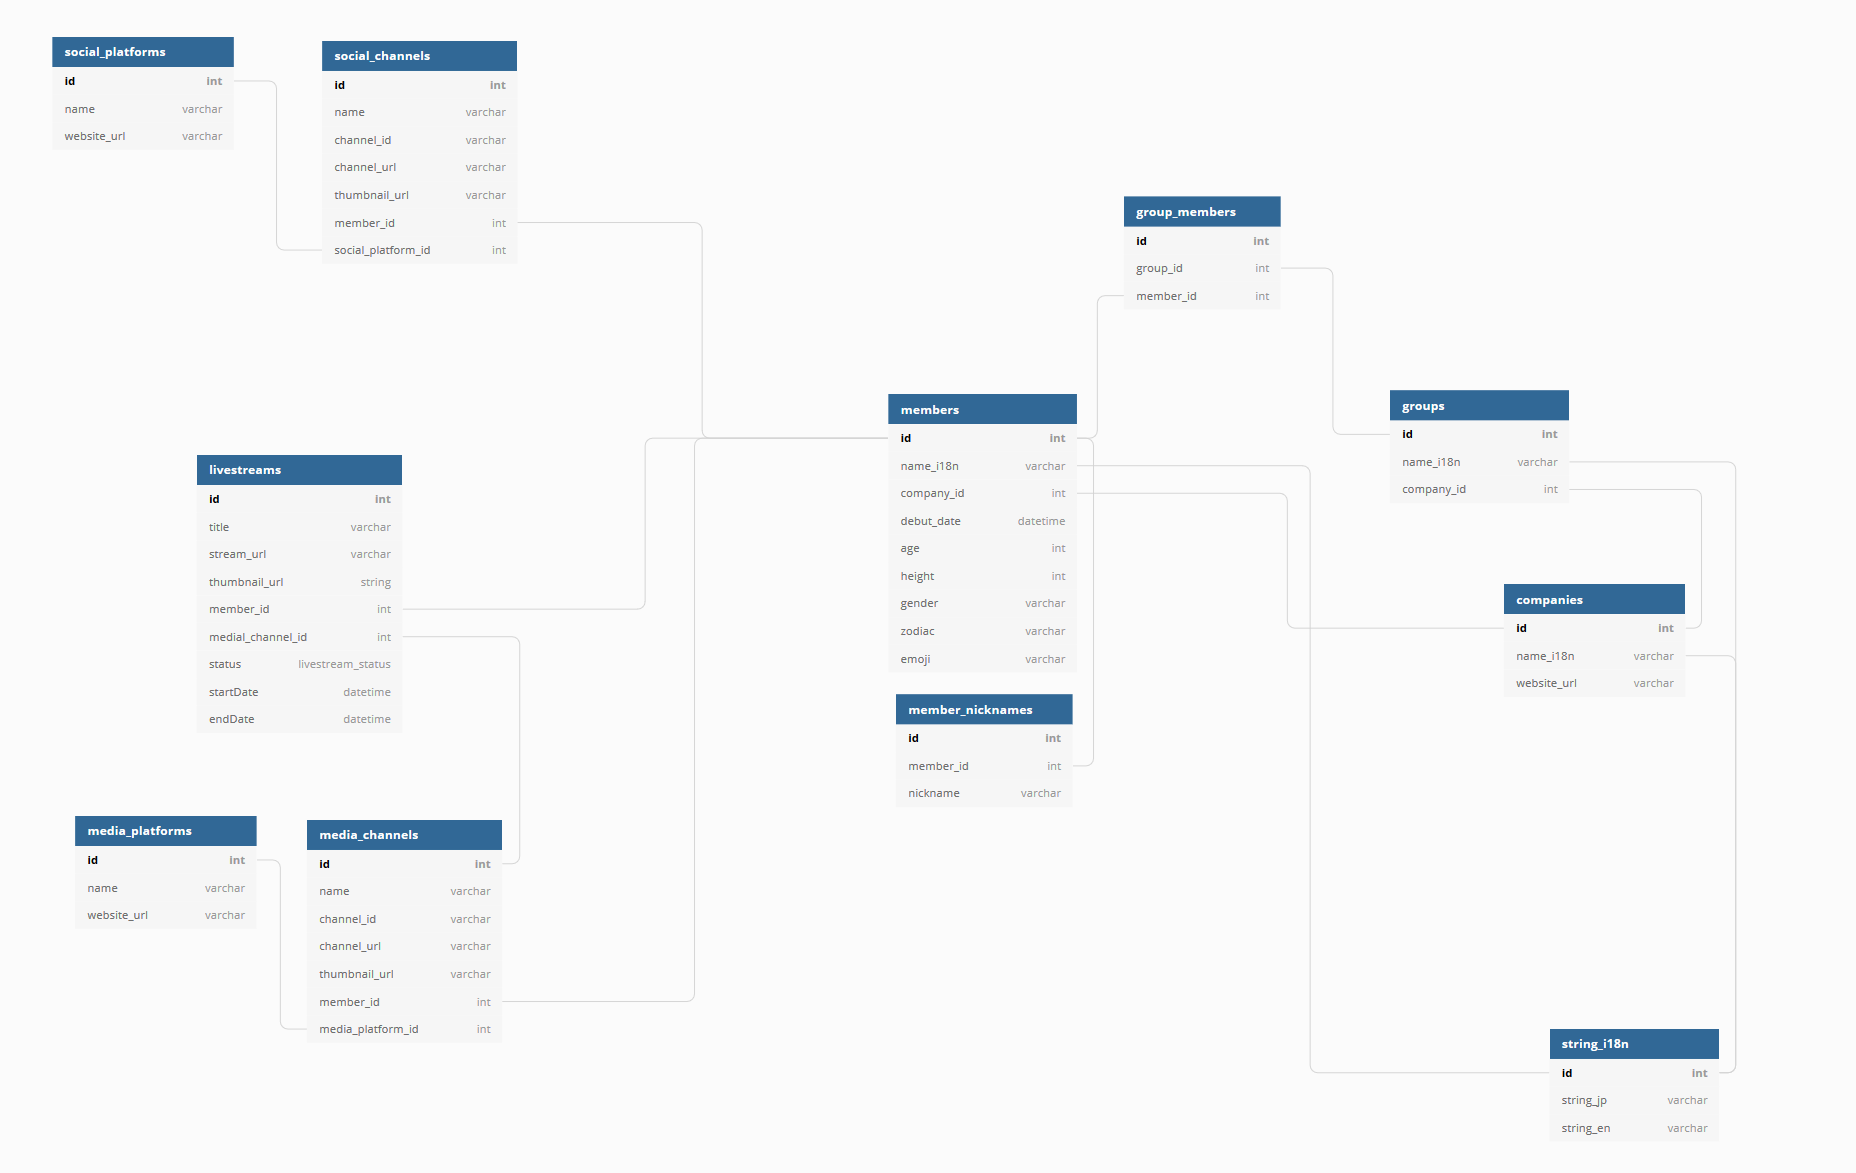 social_platforms
id int
name varchar
website_url varchar
social_channels
id int
name varchar
channel_id varchar
channel_url varchar
thumbnail_url varchar
member_id int
social_platform_id int
group_members
id int
group_id int
member_id int
members
id int
name_i18n varchar
company_id int
debut_date datetime
age int
height int
gender varchar
zodiac varchar
emoji varchar
groups
id int
name_i18n varchar
company_id int
livestreams
id int
title varchar
stream_url varchar
thumbnail_url string
member_id int
medial_channel_id int
status livestream_status
startDate datetime
endDate datetime
companies
id int
name_i18n varchar
website_url varchar
member_nicknames
id int
member_id int
nickname varchar
media_platforms
id int
name varchar
website_url varchar
media_channels
id int
name varchar
channel_id varchar
channel_url varchar
thumbnail_url varchar
member_id int
media_platform_id int
string_i18n
id int
string_jp varchar
string_en varchar